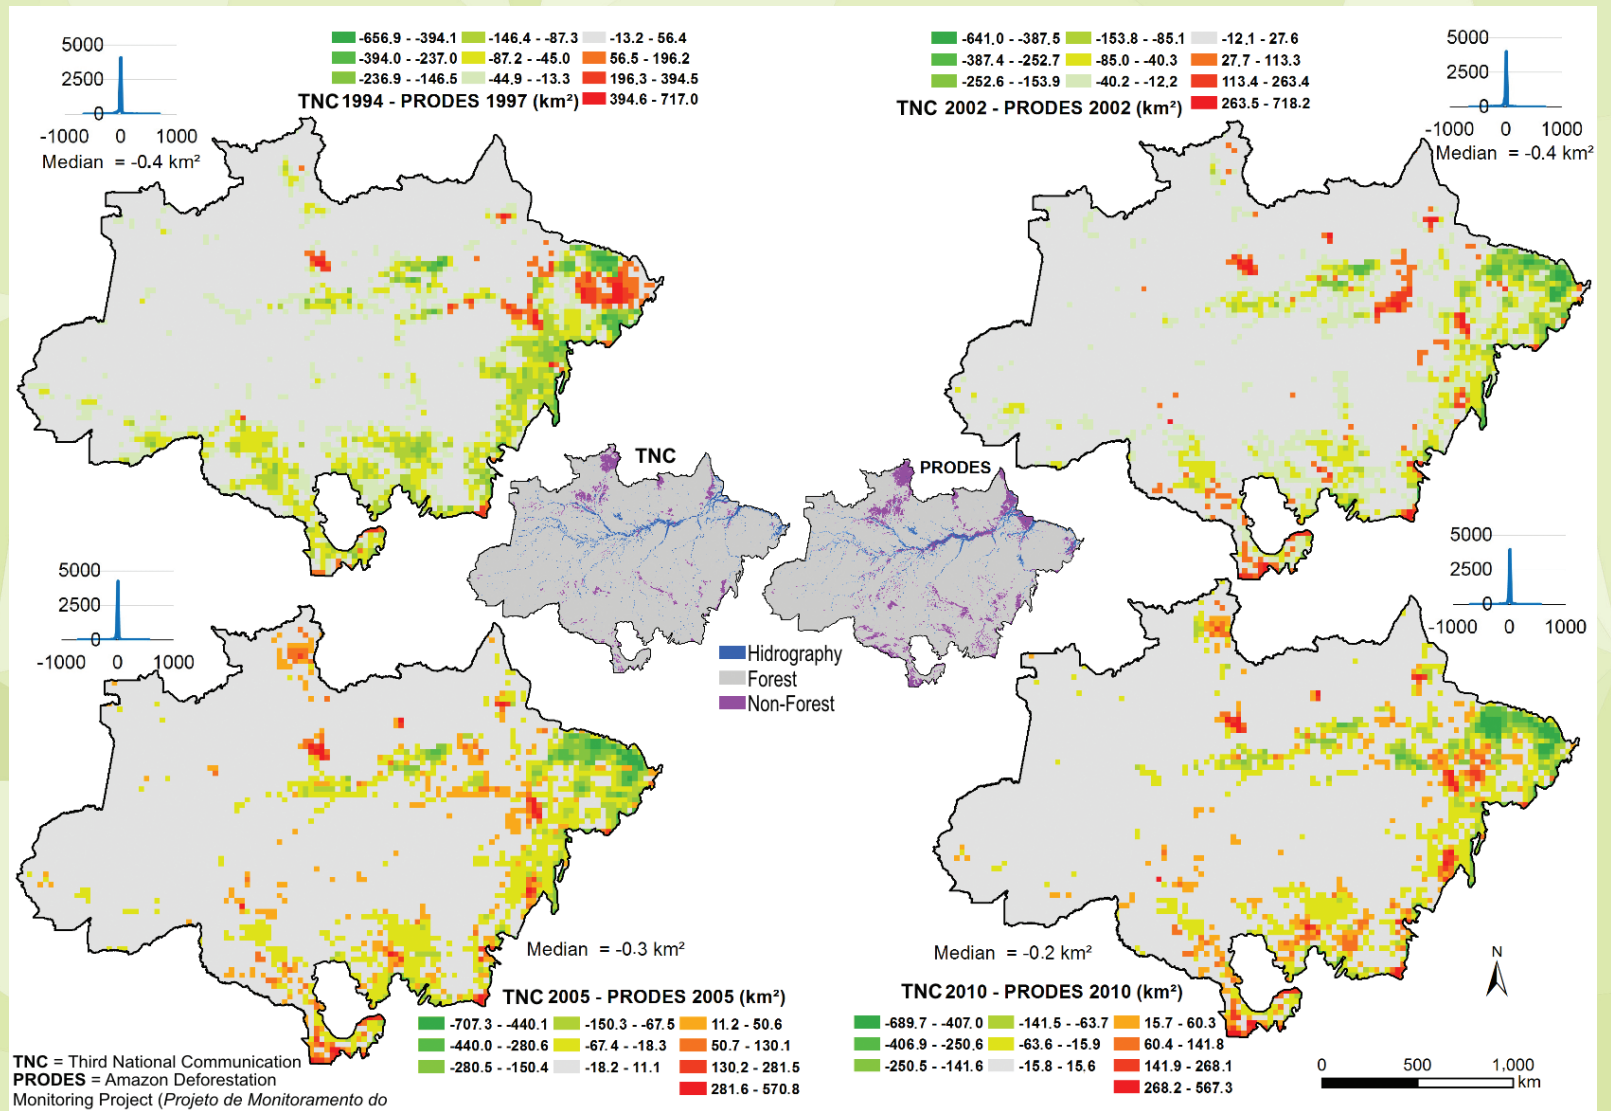 5000
2500
0
-1000 0 1000
Median = -0.4 km²
-656.9 - -394.1
-394.0 - -237.0
-236.9 - -146.5
-146.4 - -87.3
-87.2 - -45.0
-44.9 - -13.3
-13.2 - 56.4
56.5 - 196.2
196.3 - 394.5
394.6 - 717.0
TNC 1994 - PRODES 1997 (km²)
-641.0 - -387.5
-387.4 - -252.7
-252.6 - -153.9
-153.8 - -85.1
-85.0 - -40.3
-40.2 - -12.2
-12.1 - 27.6
27.7 - 113.3
113.4 - 263.4
263.5 - 718.2
TNC 2002 - PRODES 2002 (km²)
5000
2500
0
-1000 0 1000
Median = -0.4 km²
TNC
PRODES
Hidrography
Forest
Non-Forest
5000
2500
0
-1000 0 1000
5000
2500
0
-1000 0 1000
Median = -0.3 km²
TNC 2005 - PRODES 2005 (km²)
-707.3 - -440.1
-440.0 - -280.6
-280.5 - -150.4
-150.3 - -67.5
-67.4 - -18.3
-18.2 - 11.1
11.2 - 50.6
50.7 - 130.1
130.2 - 281.5
281.6 - 570.8
Median = -0.2 km²
TNC 2010 - PRODES 2010 (km²)
-689.7 - -407.0
-406.9 - -250.6
-250.5 - -141.6
-141.5 - -63.7
-63.6 - -15.9
-15.8 - 15.6
15.7 - 60.3
60.4 - 141.8
141.9 - 268.1
268.2 - 567.3
N
0 500 1,000
km
TNC = Third National Communication
PRODES = Amazon Deforestation
Monitoring Project (Projeto de Monitoramento do